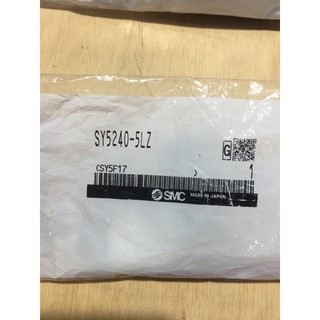 SY5240-5LZ
G
(SY5F17 ) 1
SMC MADE IN JAPAN